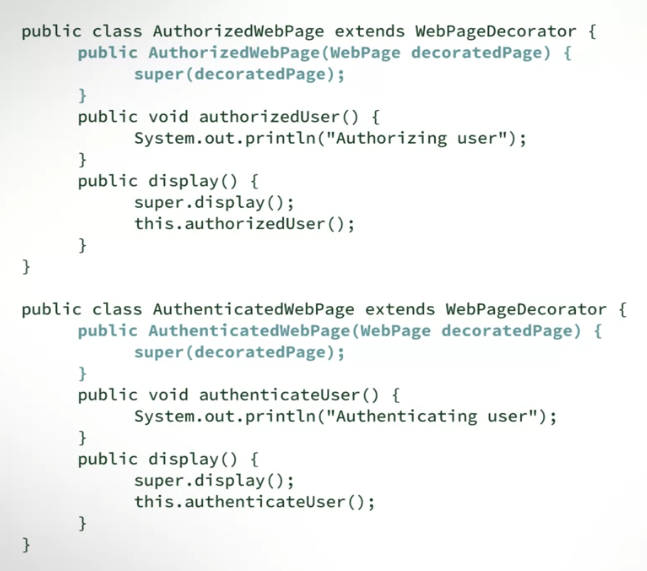 public class AuthorizedWebPage extends WebPageDecorator {
public AuthorizedWebPage(WebPage decoratedPage) {
super(decoratedPage);
}
public void authorizedUser() {
System.out.println("Authorizing user");
}
public display() {
super.display();
this.authorizedUser();
}
}
public class AuthenticatedWebPage extends WebPageDecorator {
public AuthenticatedWebPage(WebPage decoratedPage) {
super(decoratedPage);
}
public void authenticateUser() {
System.out.println("Authenticating user");
}
public display() {
super.display();
this.authenticateUser();
}
}